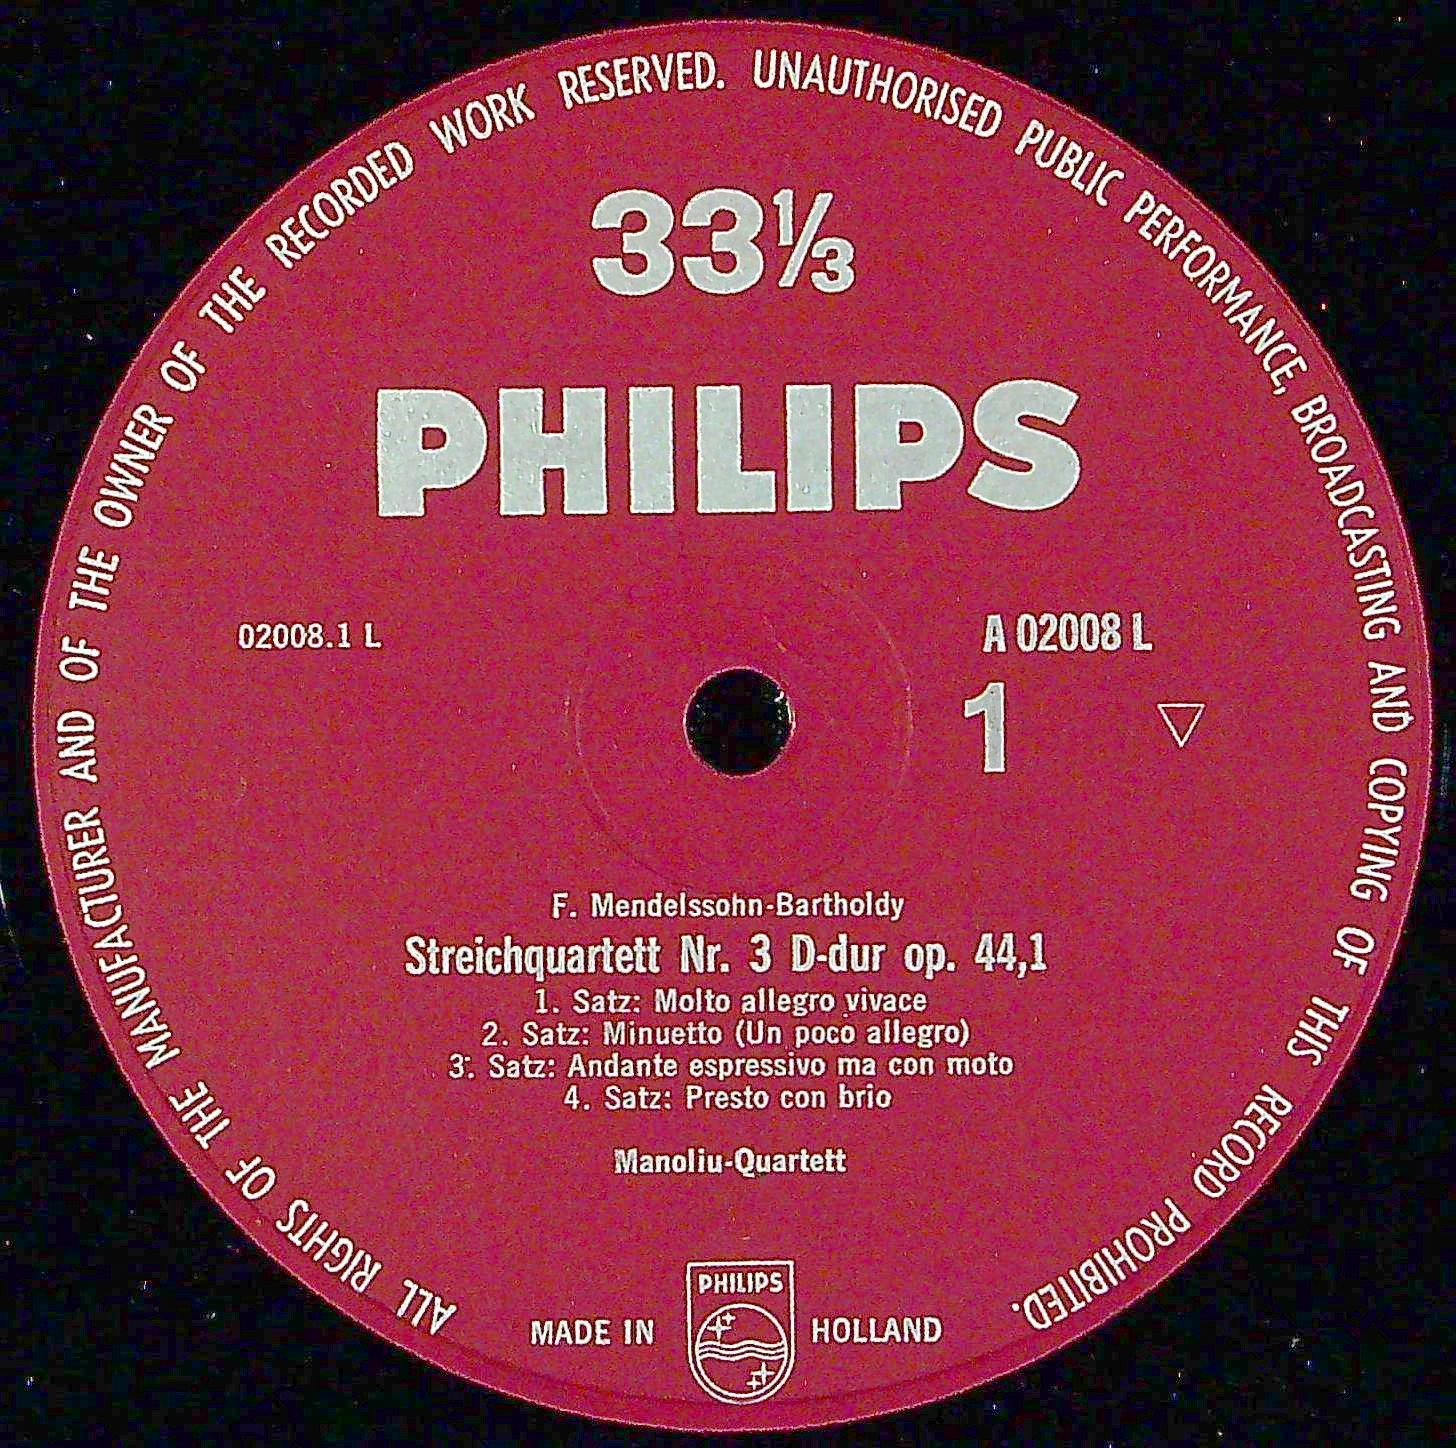 ALL RIGHTS OF THE MANUFACTURER AND OF THE OWNER OF THE RECORDED WORK RESERVED. UNAUTHORISED PUBLIC PERFORMANCE, BROADCASTING AND COPYING OF THIS RECORD PROHIBITED.
33⅓
PHILIPS
02008.1 L
A 02008 L
1
F. Mendelssohn-Bartholdy
Streichquartett Nr. 3 D-dur op. 44,1
1. Satz: Molto allegro vivace
2. Satz: Minuetto (Un poco allegro)
3. Satz: Andante espressivo ma con moto
4. Satz: Presto con brio
Manoliu-Quartett
PHILIPS
MADE IN HOLLAND